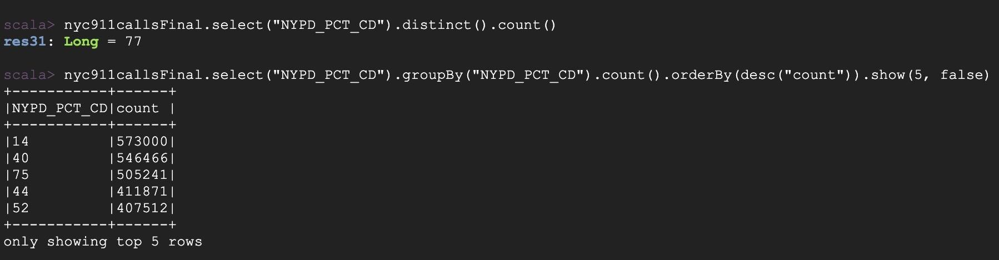 scala> nyc911callsFinal.select("NYPD_PCT_CD").distinct().count()
res31: Long = 77
scala> nyc911callsFinal.select("NYPD_PCT_CD").groupBy("NYPD_PCT_CD").count().orderBy(desc("count")).show(5, false)
+-----------+------+
|NYPD_PCT_CD|count |
+-----------+------+
|14         |573000|
|40         |546466|
|75         |505241|
|44         |411871|
|52         |407512|
+-----------+------+
only showing top 5 rows